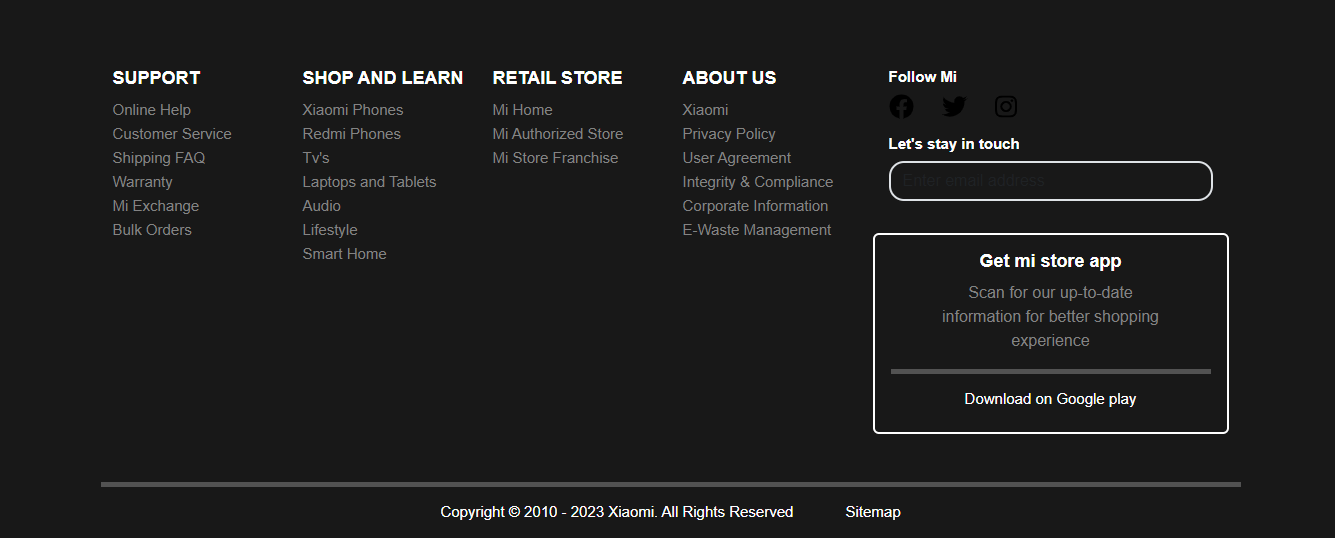 SUPPORT
Online Help
Customer Service
Shipping FAQ
Warranty
Mi Exchange
Bulk Orders
SHOP AND LEARN
Xiaomi Phones
Redmi Phones
Tv's
Laptops and Tablets
Audio
Lifestyle
Smart Home
RETAIL STORE
Mi Home
Mi Authorized Store
Mi Store Franchise
ABOUT US
Xiaomi
Privacy Policy
User Agreement
Integrity & Compliance
Corporate Information
E-Waste Management
Follow Mi
Let's stay in touch
Enter email address
Get mi store app
Scan for our up-to-date
information for better shopping
experience
Download on Google play
Copyright © 2010 - 2023 Xiaomi. All Rights Reserved
Sitemap